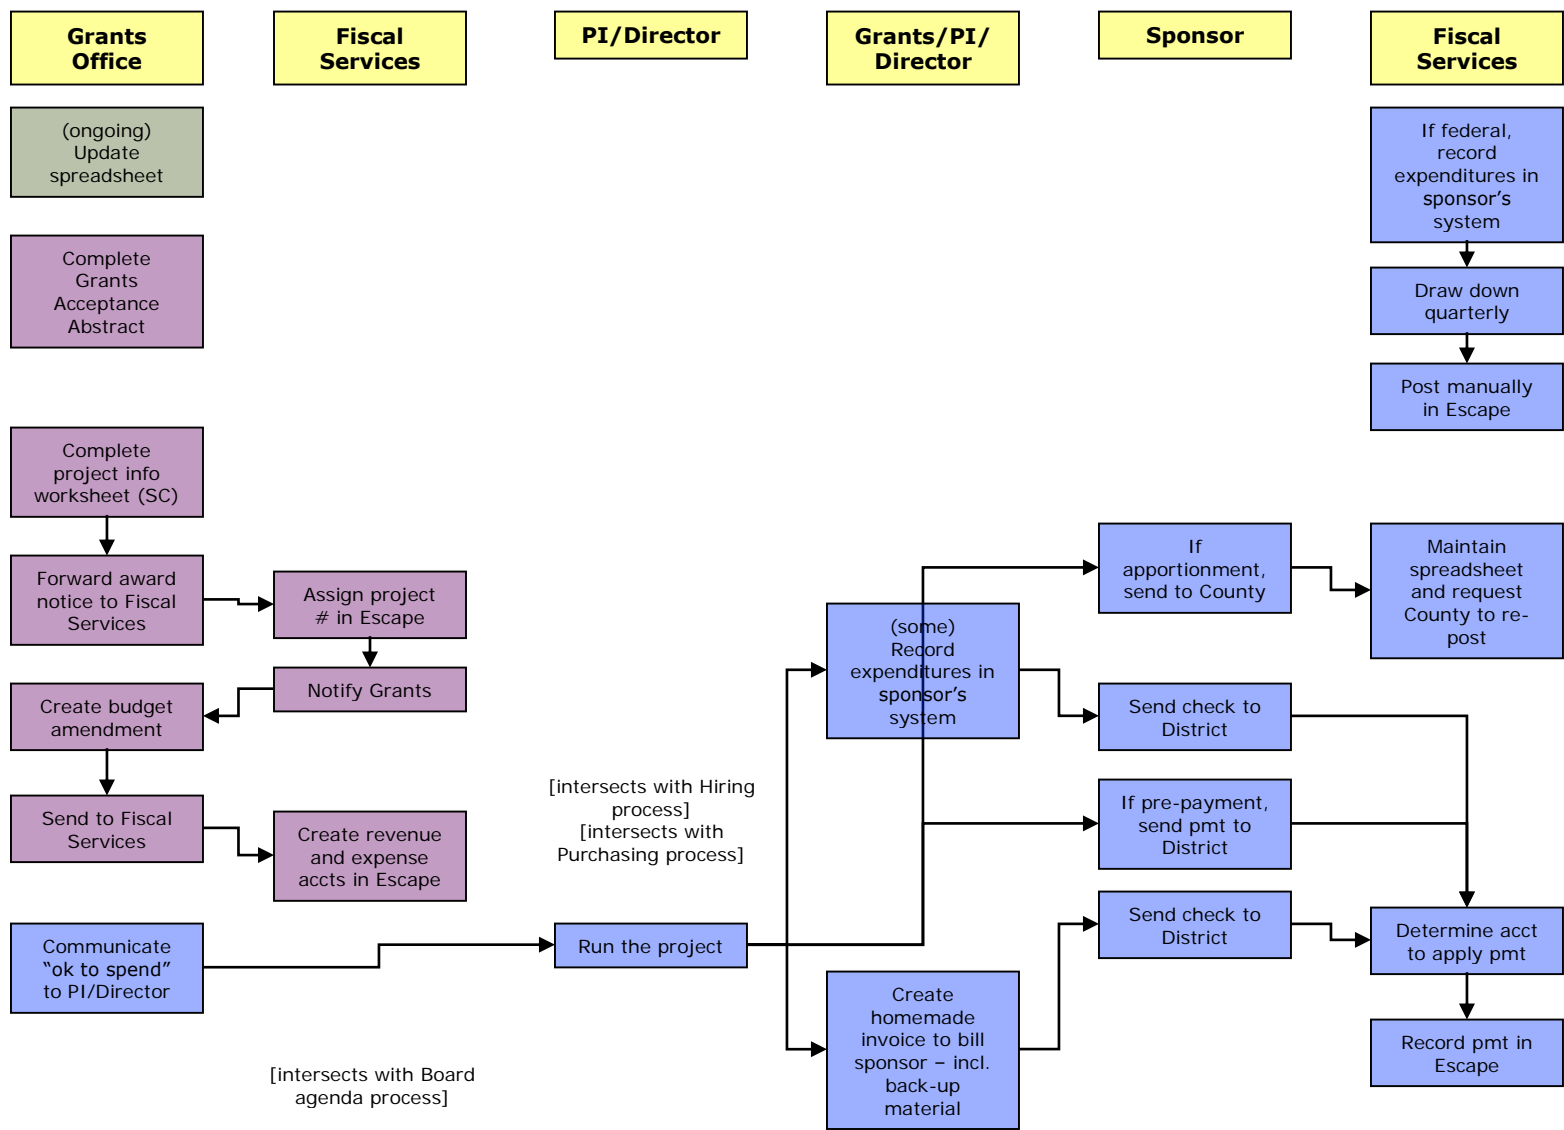 Grants
Office
Fiscal
Services
PI/Director
Grants/PI/
Director
Sponsor
Fiscal
Services
(ongoing)
Update
spreadsheet
Complete
Grants
Acceptance
Abstract
Complete
project info
worksheet (SC)
Forward award
notice to Fiscal
Services
Create budget
amendment
Send to Fiscal
Services
Communicate
“ok to spend”
to PI/Director
Assign project
# in Escape
Notify Grants
Create revenue
and expense
accts in Escape
[intersects with Board
agenda process]
[intersects with Hiring
process]
[intersects with
Purchasing process]
Run the project
(some)
Record
expenditures in
sponsor’s
system
Create
homemade
invoice to bill
sponsor – incl.
back-up
material
If
apportionment,
send to County
Send check to
District
If pre-payment,
send pmt to
District
Send check to
District
If federal,
record
expenditures in
sponsor’s
system
Draw down
quarterly
Post manually
in Escape
Maintain
spreadsheet
and request
County to re-
post
Determine acct
to apply pmt
Record pmt in
Escape